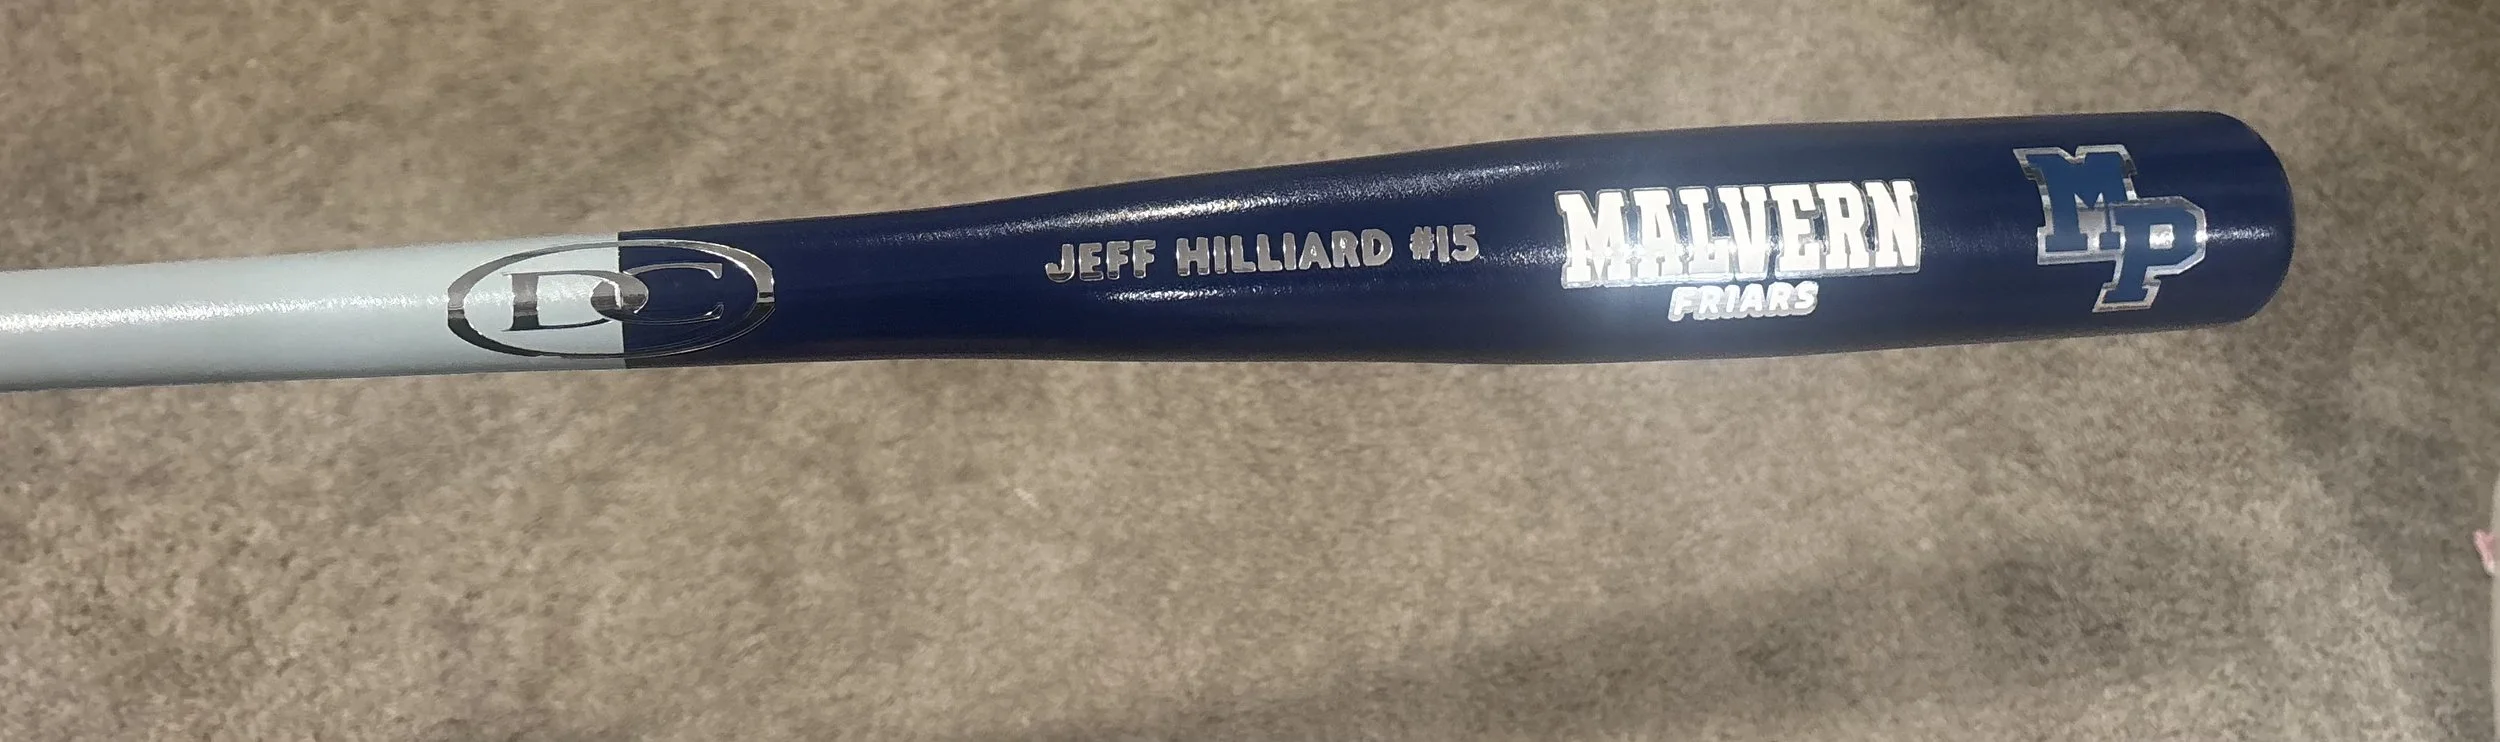 DC
JEFF HILLIARD #15
MALVERN
FRIARS
MP